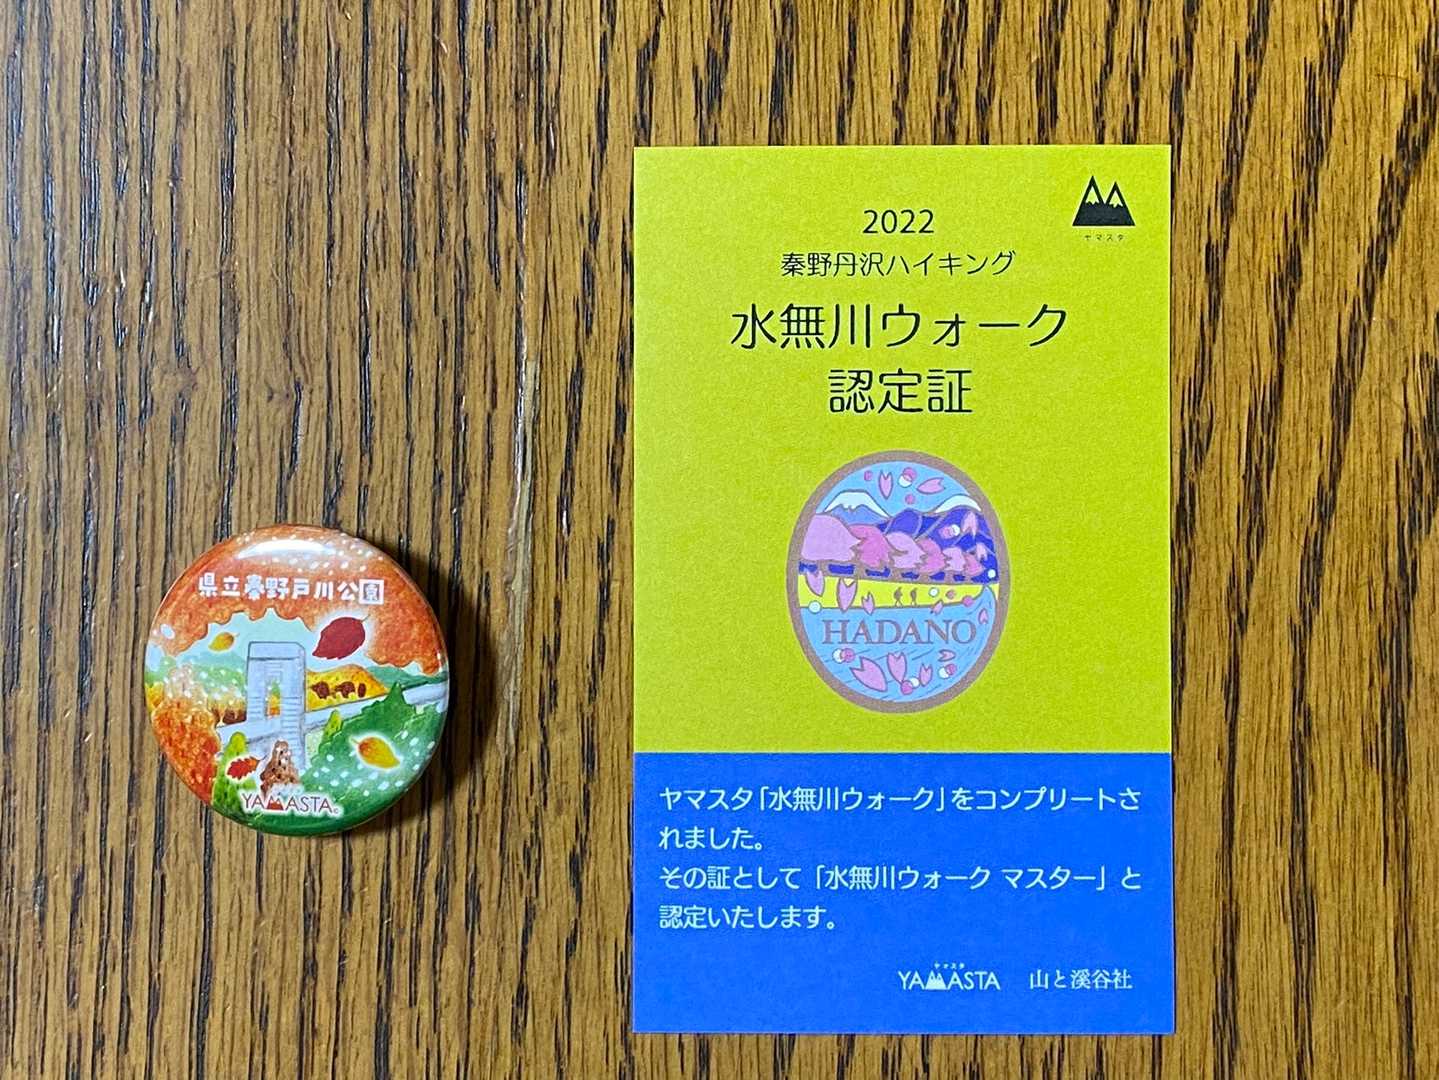 県立秦野戸川公園
YAMASTA
2022
秦野丹沢ハイキング
水無川ウォーク
認定証
ヤマスタ
HADANO
ヤマスタ「水無川ウォーク」をコンプリートさ
れました。
その証として「水無川ウォーク マスター」と
認定いたします。
ヤマスタ
YAMASTA 山と溪谷社